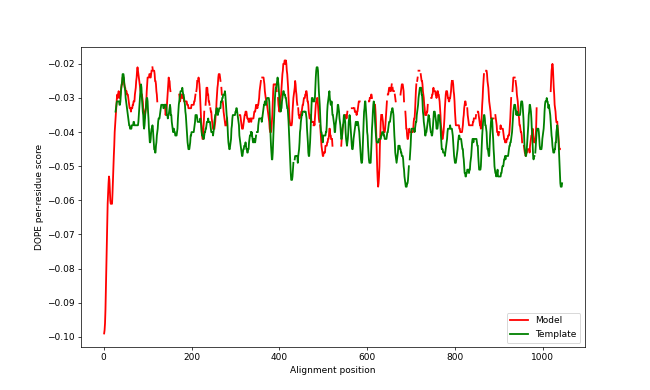 −0.02
−0.03
−0.04
−0.05
−0.06
−0.07
−0.08
−0.09
−0.10
DOPE per-residue score
0 200 400 600 800 1000
Alignment position
Model
Template